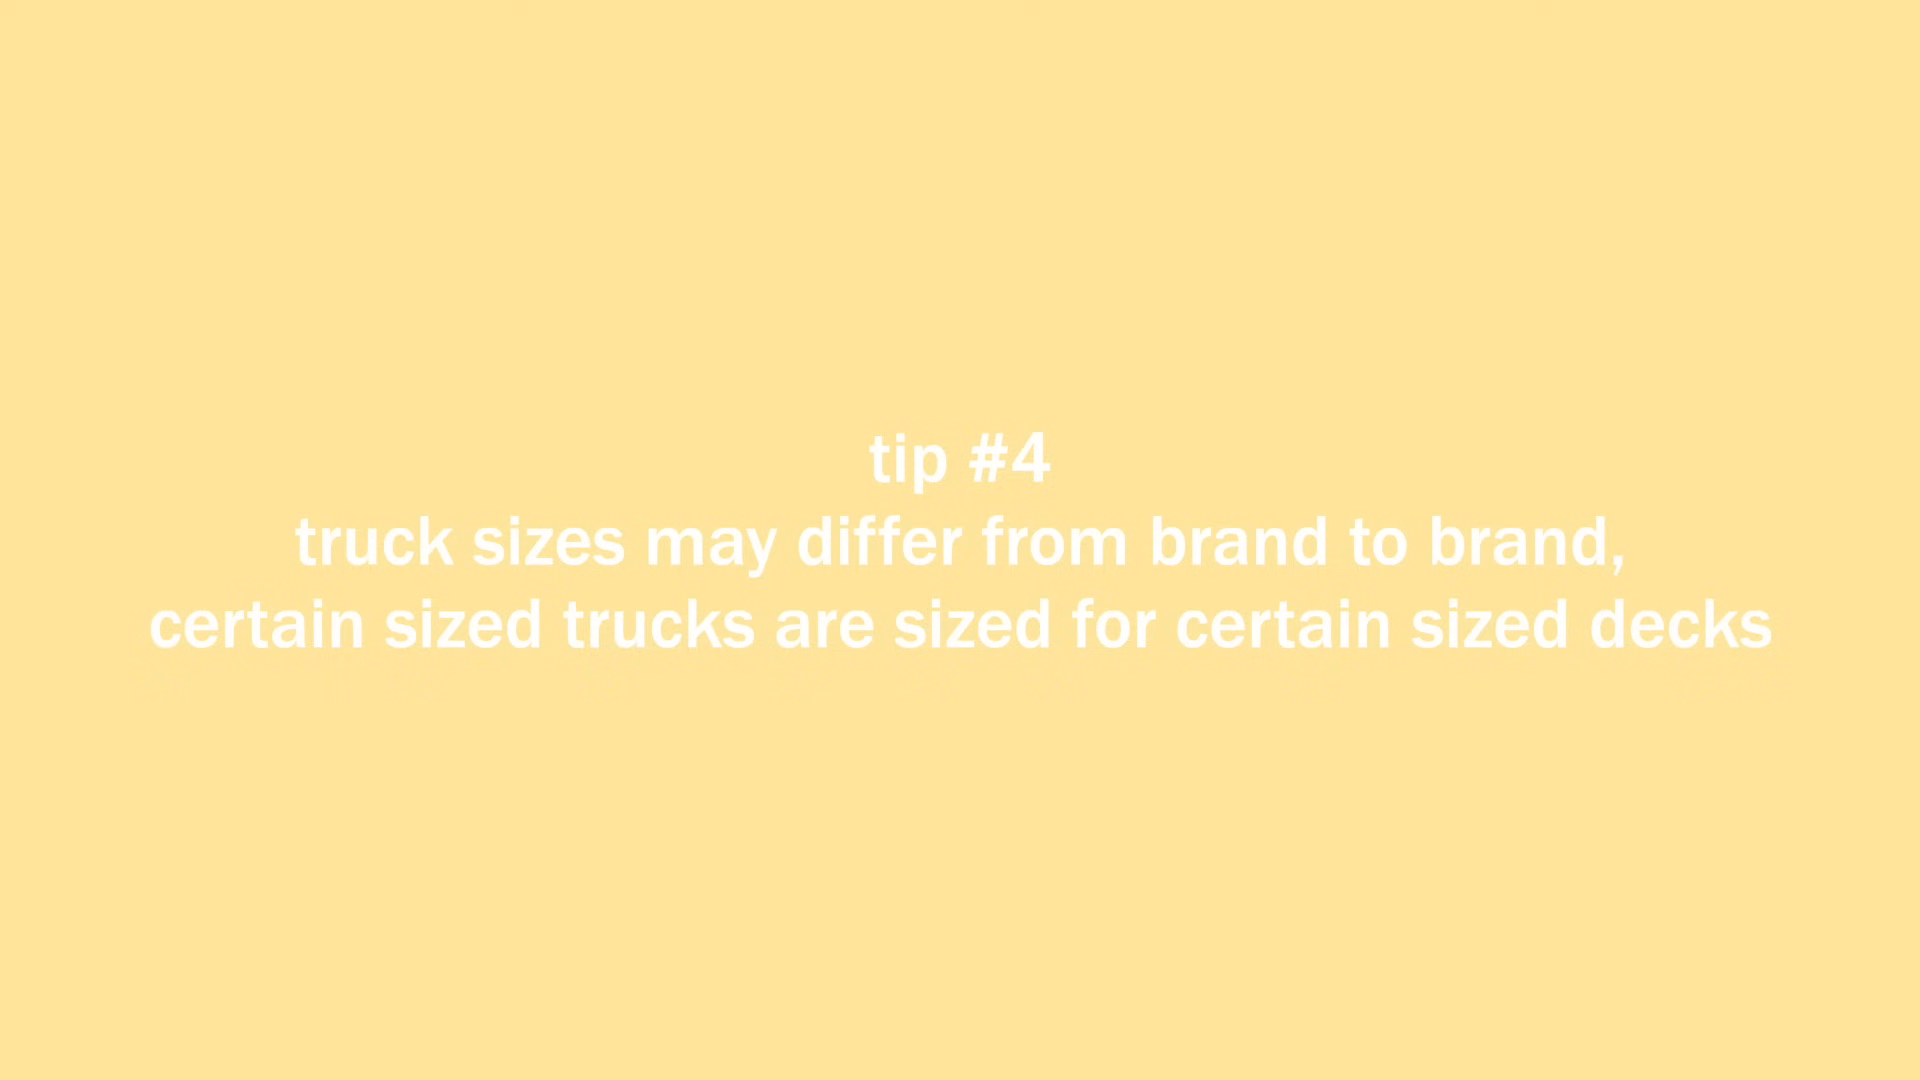 tip #4
truck sizes may differ from brand to brand,
certain sized trucks are sized for certain sized decks